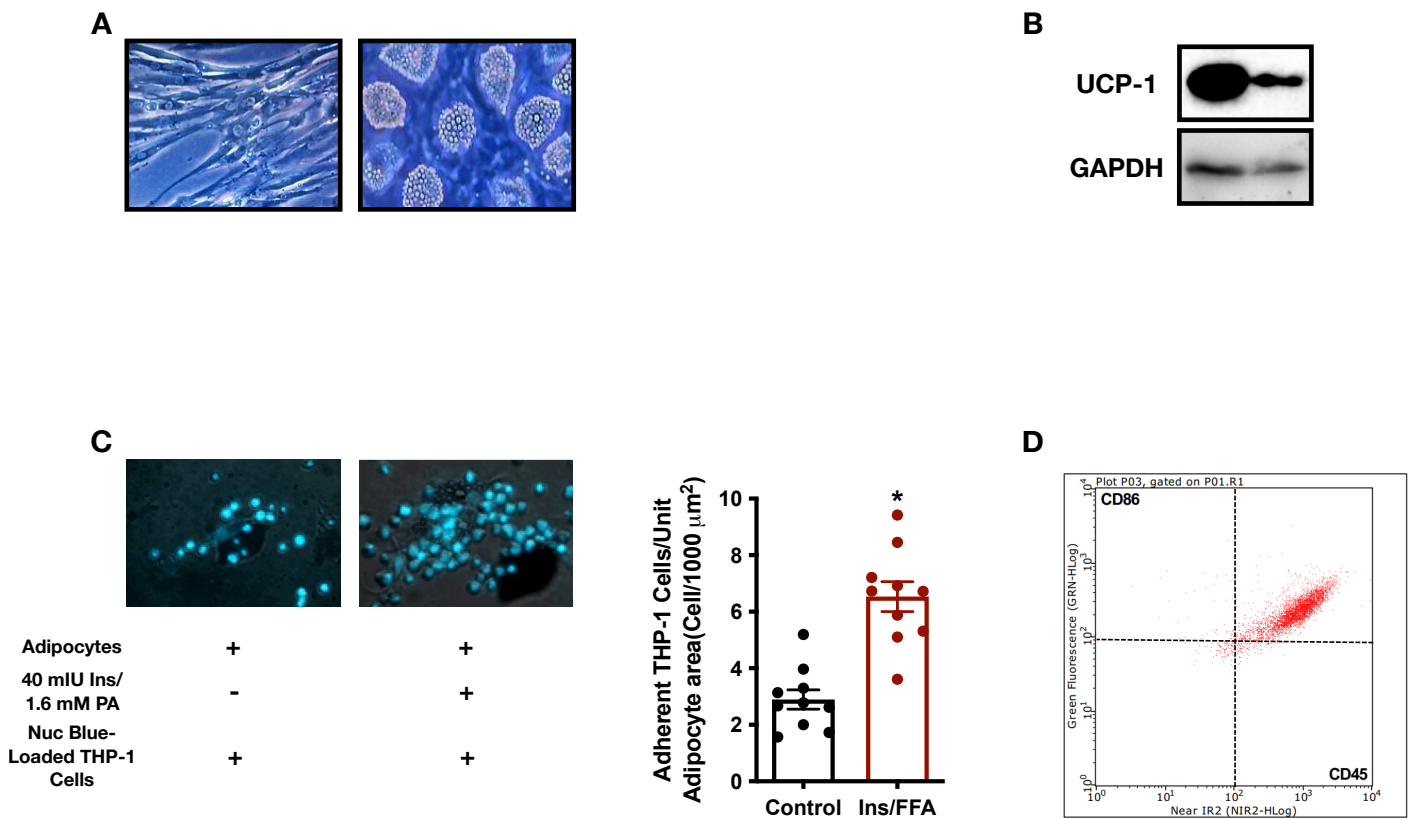 A
B
UCP-1
GAPDH
C
Adipocytes
+
+
40 mIU Ins/
1.6 mM PA
-
+
Nuc Blue-
Loaded THP-1
Cells
+
+
Adherent THP-1 Cells/Unit
Adipocyte area(Cell/1000 μm²)
10
8
6
4
2
0
*
Control
Ins/FFA
D
Plot P03, gated on P01.R1
CD86
CD45
Green Fluorescence (GRN-HLog)
10⁴
10³
10²
10¹
10⁰
10⁰
10¹
10²
10³
10⁴
Near IR2 (NIR2-HLog)